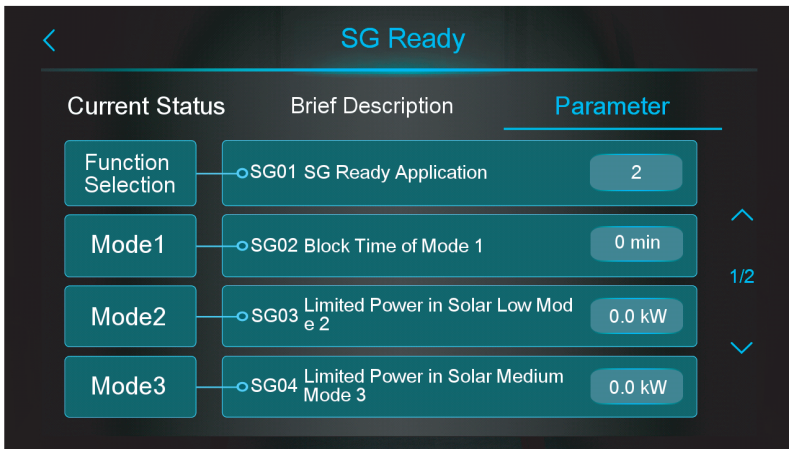 SG Ready
Current Status Brief Description Parameter
Function
Selection
SG01 SG Ready Application 2
Mode1
SG02 Block Time of Mode 1 0 min
1/2
Mode2
SG03 Limited Power in Solar Low Mod
e 2
0.0 kW
Mode3
SG04 Limited Power in Solar Medium
Mode 3
0.0 kW